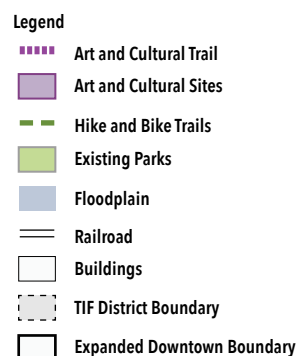 Legend
Art and Cultural Trail
Art and Cultural Sites
Hike and Bike Trails
Existing Parks
Floodplain
Railroad
Buildings
TIF District Boundary
Expanded Downtown Boundary